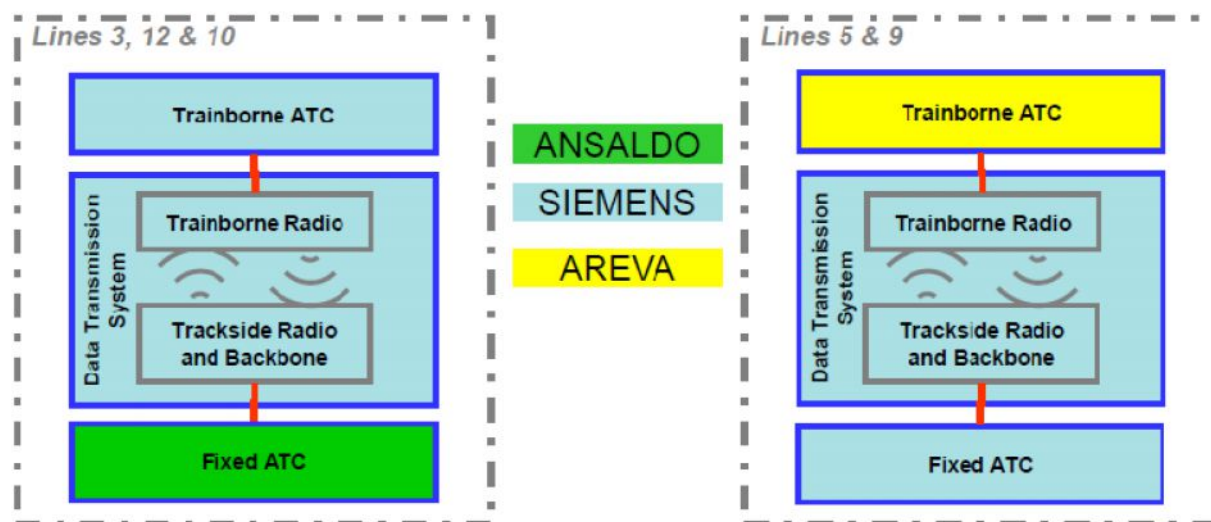 Lines 3, 12 & 10
Trainborne ATC
Data Transmission
System
Trainborne Radio
Trackside Radio
and Backbone
Fixed ATC
ANSALDO
SIEMENS
AREVA
Lines 5 & 9
Trainborne ATC
Data Transmission
System
Trainborne Radio
Trackside Radio
and Backbone
Fixed ATC